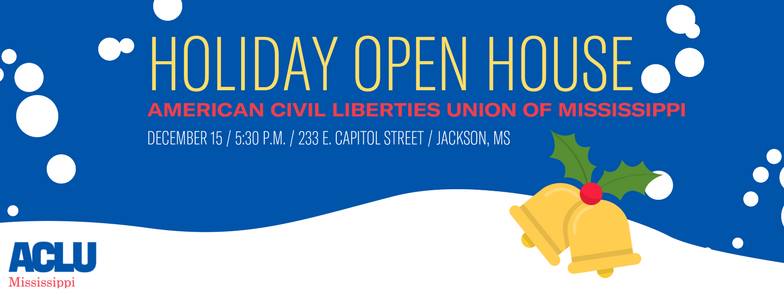 HOLIDAY OPEN HOUSE
AMERICAN CIVIL LIBERTIES UNION OF MISSISSIPPI
DECEMBER 15 / 5:30 P.M. / 233 E. CAPITOL STREET / JACKSON, MS
ACLU
Mississippi